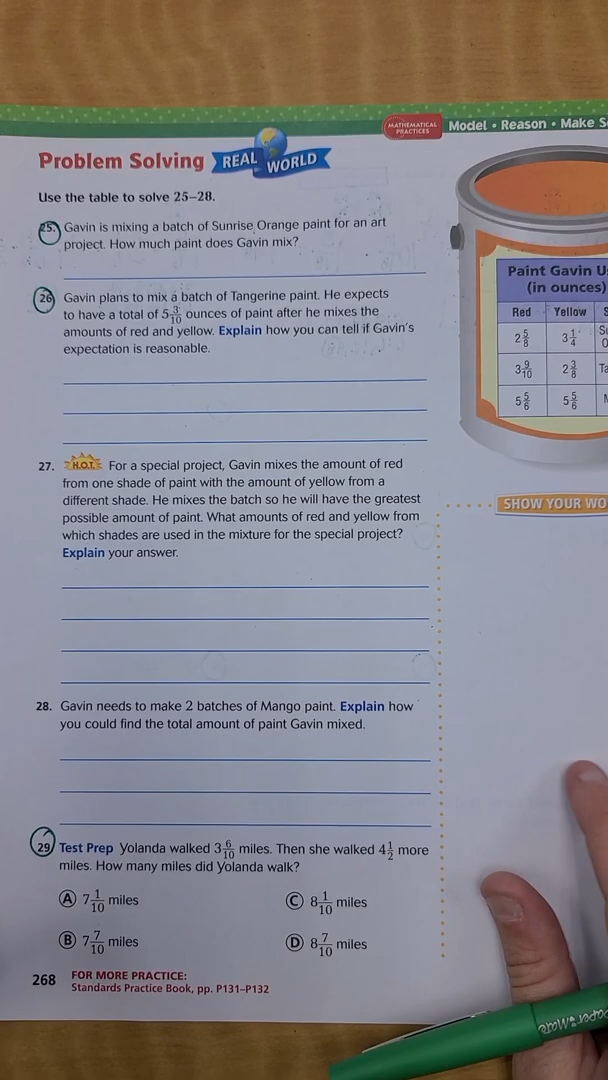 MATHEMATICAL
PRACTICES
Model • Reason • Make
Problem Solving REAL WORLD
Use the table to solve 25–28.
25. Gavin is mixing a batch of Sunrise Orange paint for an art
project. How much paint does Gavin mix?
26 Gavin plans to mix a batch of Tangerine paint. He expects
to have a total of 5 3/10 ounces of paint after he mixes the
amounts of red and yellow. Explain how you can tell if Gavin's
expectation is reasonable.
27. H.O.T. For a special project, Gavin mixes the amount of red
from one shade of paint with the amount of yellow from a
different shade. He mixes the batch so he will have the greatest
possible amount of paint. What amounts of red and yellow from
which shades are used in the mixture for the special project?
Explain your answer.
28. Gavin needs to make 2 batches of Mango paint. Explain how
you could find the total amount of paint Gavin mixed.
29 Test Prep Yolanda walked 3 6/10 miles. Then she walked 4 1/2 more
miles. How many miles did Yolanda walk?
A 7 1/10 miles
C 8 1/10 miles
B 7 7/10 miles
D 8 7/10 miles
268 FOR MORE PRACTICE:
Standards Practice Book, pp. P131–P132
Paint Gavin
(in ounces)
Red Yellow
2 5/8 3 1/4
3 9/10 2 3/8
5 5/6 5 5/6
SHOW YOUR
Paper Mate